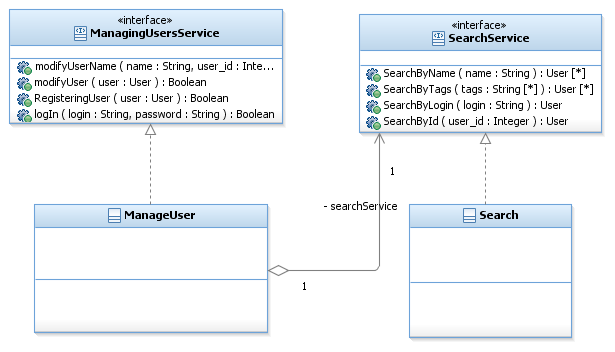 «interface»
ManagingUsersService
modifyUserName ( name : String, user_id : Inte...
modifyUser ( user : User ) : Boolean
RegisteringUser ( user : User ) : Boolean
logIn ( login : String, password : String ) : Boolean
«interface»
SearchService
SearchByName ( name : String ) : User [*]
SearchByTags ( tags : String [*] ) : User [*]
SearchByLogin ( login : String ) : User
SearchById ( user_id : Integer ) : User
1
- searchService
ManageUser
Search
1